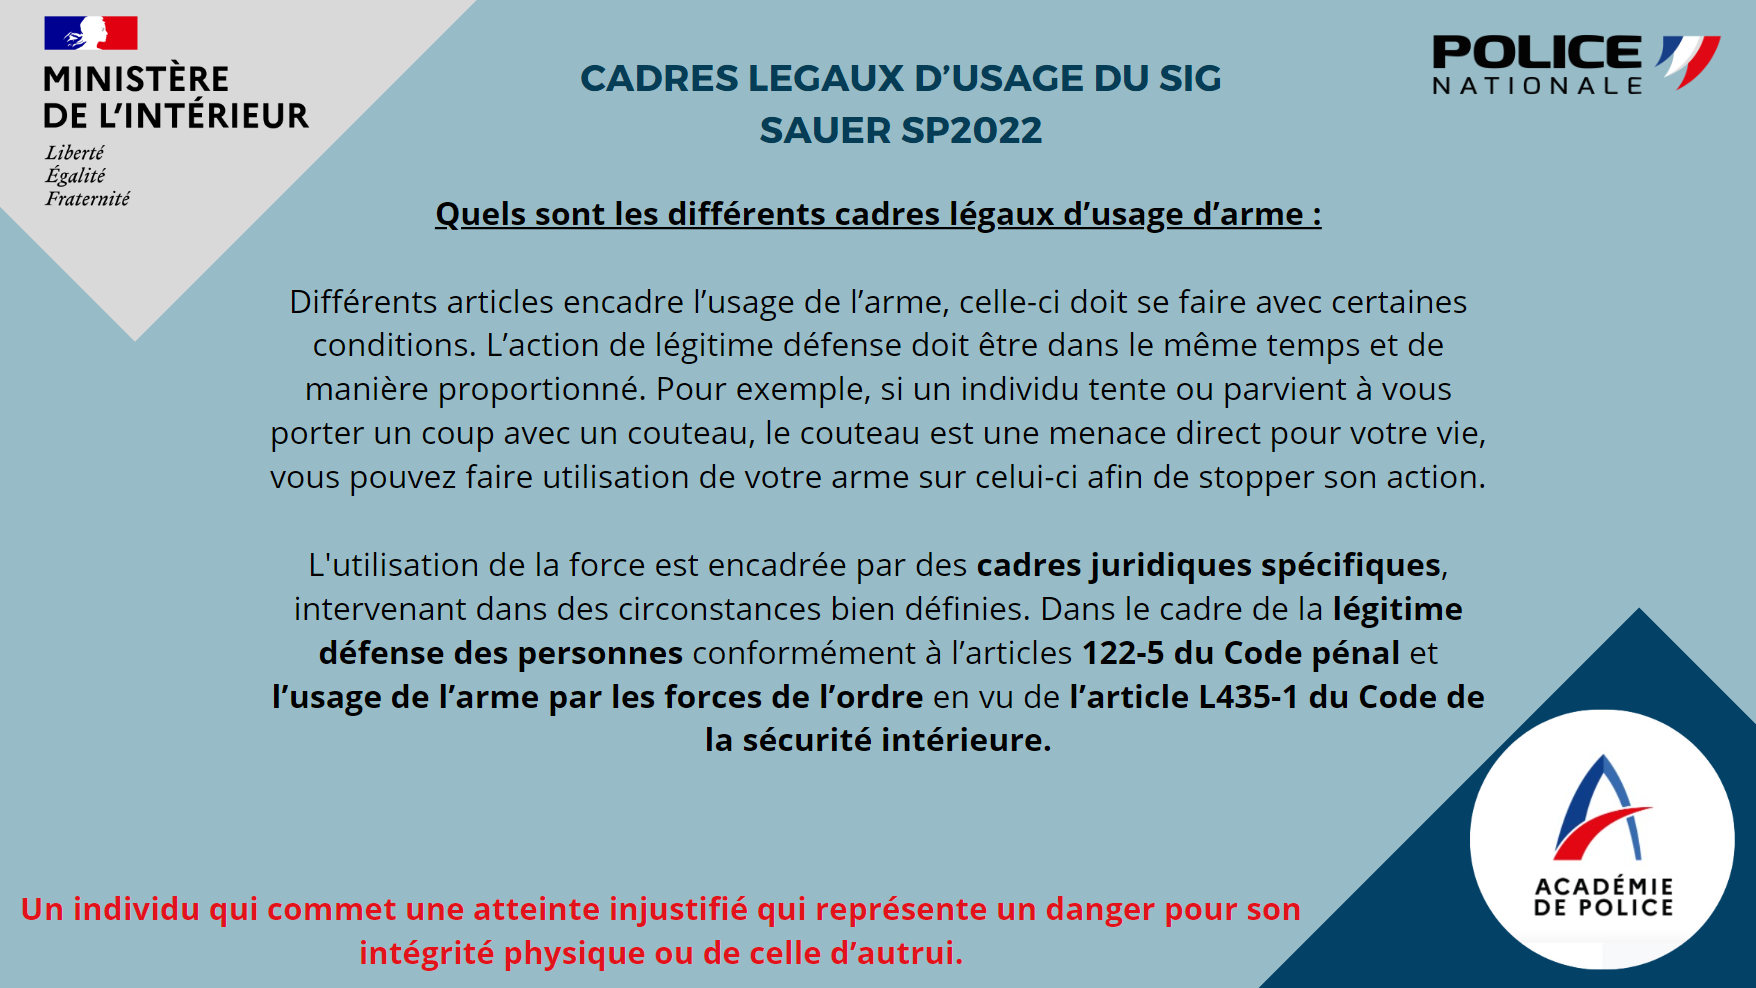 MINISTÈRE
DE L'INTÉRIEUR
Liberté
Égalité
Fraternité
POLICE
NATIONALE
CADRES LEGAUX D’USAGE DU SIG
SAUER SP2022
Quels sont les différents cadres légaux d’usage d’arme :
Différents articles encadre l’usage de l’arme, celle-ci doit se faire avec certaines
conditions. L’action de légitime défense doit être dans le même temps et de
manière proportionné. Pour exemple, si un individu tente ou parvient à vous
porter un coup avec un couteau, le couteau est une menace direct pour votre vie,
vous pouvez faire utilisation de votre arme sur celui-ci afin de stopper son action.
L'utilisation de la force est encadrée par des cadres juridiques spécifiques,
intervenant dans des circonstances bien définies. Dans le cadre de la légitime
défense des personnes conformément à l’articles 122-5 du Code pénal et
l’usage de l’arme par les forces de l’ordre en vu de l’article L435-1 du Code de
la sécurité intérieure.
Un individu qui commet une atteinte injustifié qui représente un danger pour son
intégrité physique ou de celle d’autrui.
ACADÉMIE
DE POLICE